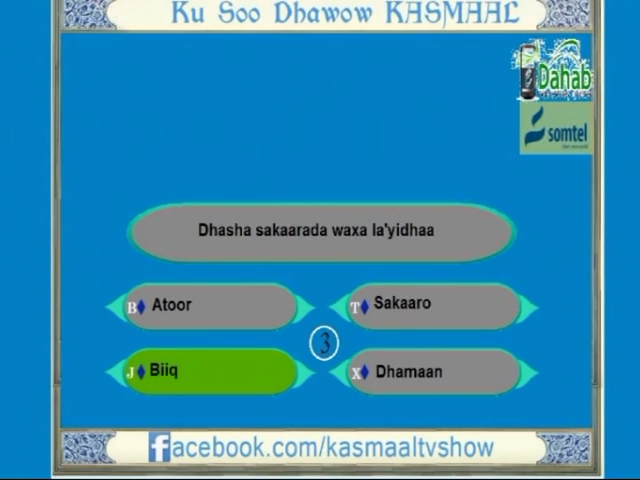 Ku Soo Dhawow KASMAAL
Dahab
somtel
Dhasha sakaarada waxa la'yidhaa
B Atoor
T Sakaaro
3
J Biiq
X Dhamaan
facebook.com/kasmaaltvshow